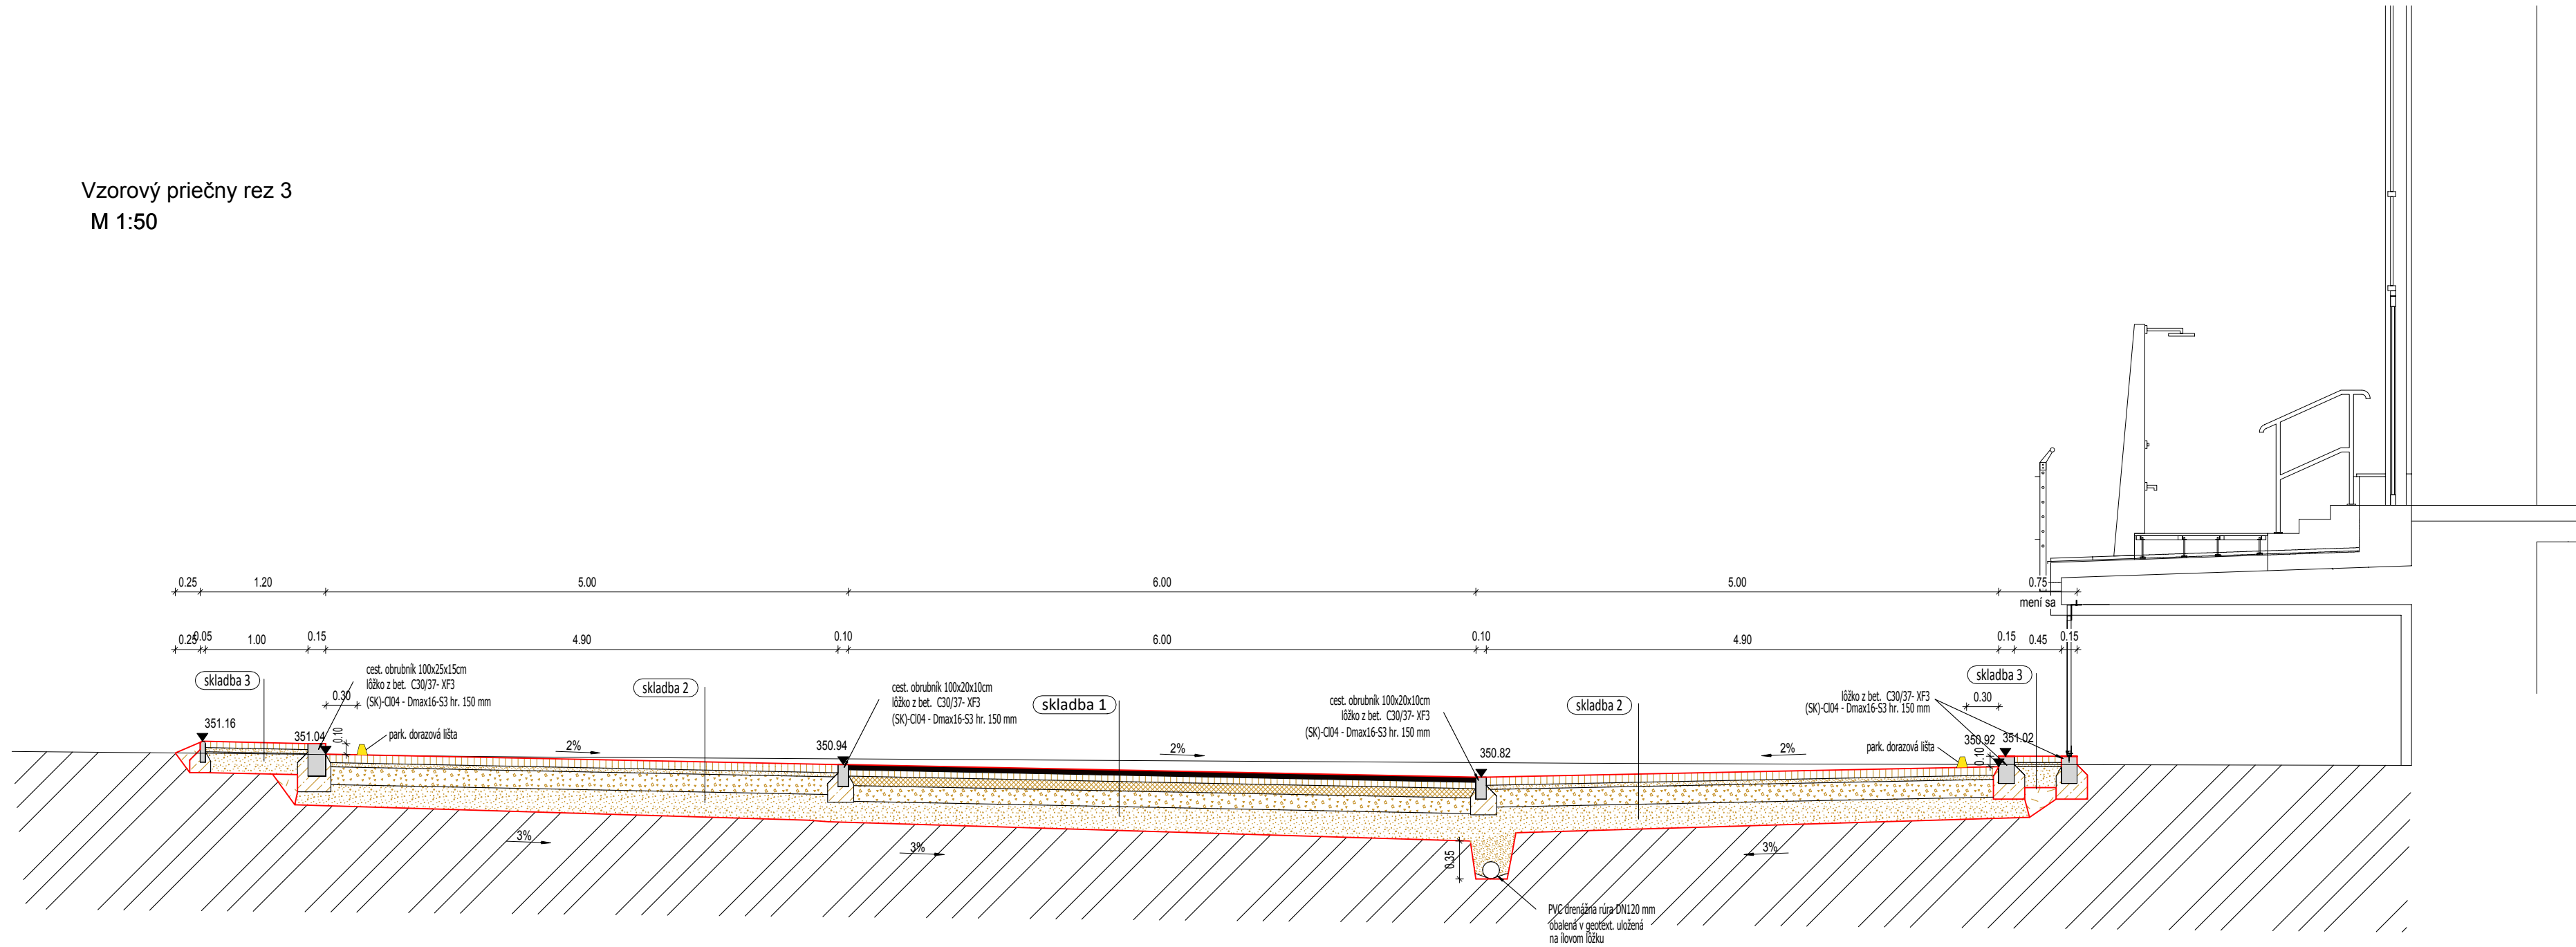 Vzorový priečny rez 3
M 1:50
0.25 1.20 5.00 6.00 5.00 0.75
mení sa
0.25 0.05 1.00 0.15 4.90 0.10 6.00 0.10 4.90 0.15 0.45 0.15
skladba 3
cest. obrubník 100x25x15cm
lôžko z bet. C30/37- XF3
(SK)-Cl04 - Dmax16-S3 hr. 150 mm
0.30
skladba 2
cest. obrubník 100x20x10cm
lôžko z bet. C30/37- XF3
(SK)-Cl04 - Dmax16-S3 hr. 150 mm
skladba 1
cest. obrubník 100x20x10cm
lôžko z bet. C30/37- XF3
(SK)-Cl04 - Dmax16-S3 hr. 150 mm
skladba 2
lôžko z bet. C30/37- XF3
(SK)-Cl04 - Dmax16-S3 hr. 150 mm
0.30
skladba 3
351.16
351.04
0.10
park. dorazová lišta
2%
350.94
2%
350.82
2%
park. dorazová lišta
350.92
351.02
0.10
3%
3%
0.35
3%
PVC drenážna rúra DN120 mm
obalená v geotext. uložená
na ílovom lôžku